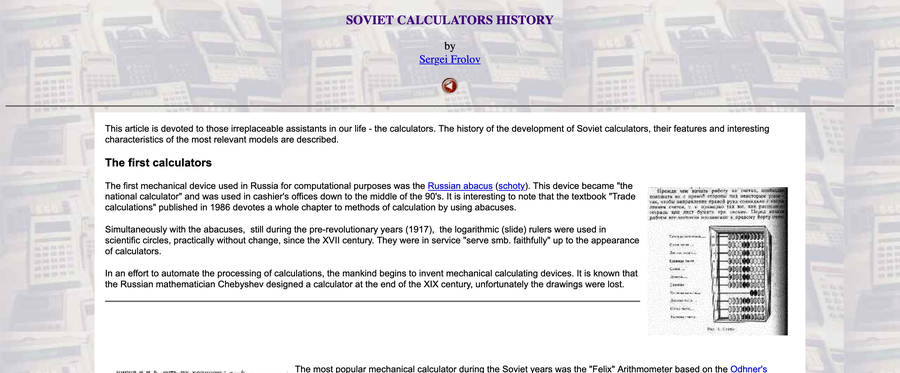 SOVIET CALCULATORS HISTORY
by
Sergei Frolov
This article is devoted to those irreplaceable assistants in our life - the calculators. The history of the development of Soviet calculators, their features and interesting
characteristics of the most relevant models are described.
The first calculators
The first mechanical device used in Russia for computational purposes was the Russian abacus (schoty). This device became "the
national calculator" and was used in cashier's offices down to the middle of the 90's. It is interesting to note that the textbook "Trade
calculations" published in 1986 devotes a whole chapter to methods of calculation by using abacuses.
Simultaneously with the abacuses, still during the pre-revolutionary years (1917), the logarithmic (slide) rulers were used in
scientific circles, practically without change, since the XVII century. They were in service "serve smb. faithfully" up to the appearance
of calculators.
In an effort to automate the processing of calculations, the mankind begins to invent mechanical calculating devices. It is known that
the Russian mathematician Chebyshev designed a calculator at the end of the XIX century, unfortunately the drawings were lost.
Прежде чем начать работу на счетах, необходимо
The most popular mechanical calculator during the Soviet years was the "Felix" Arithmometer based on the Odhner's